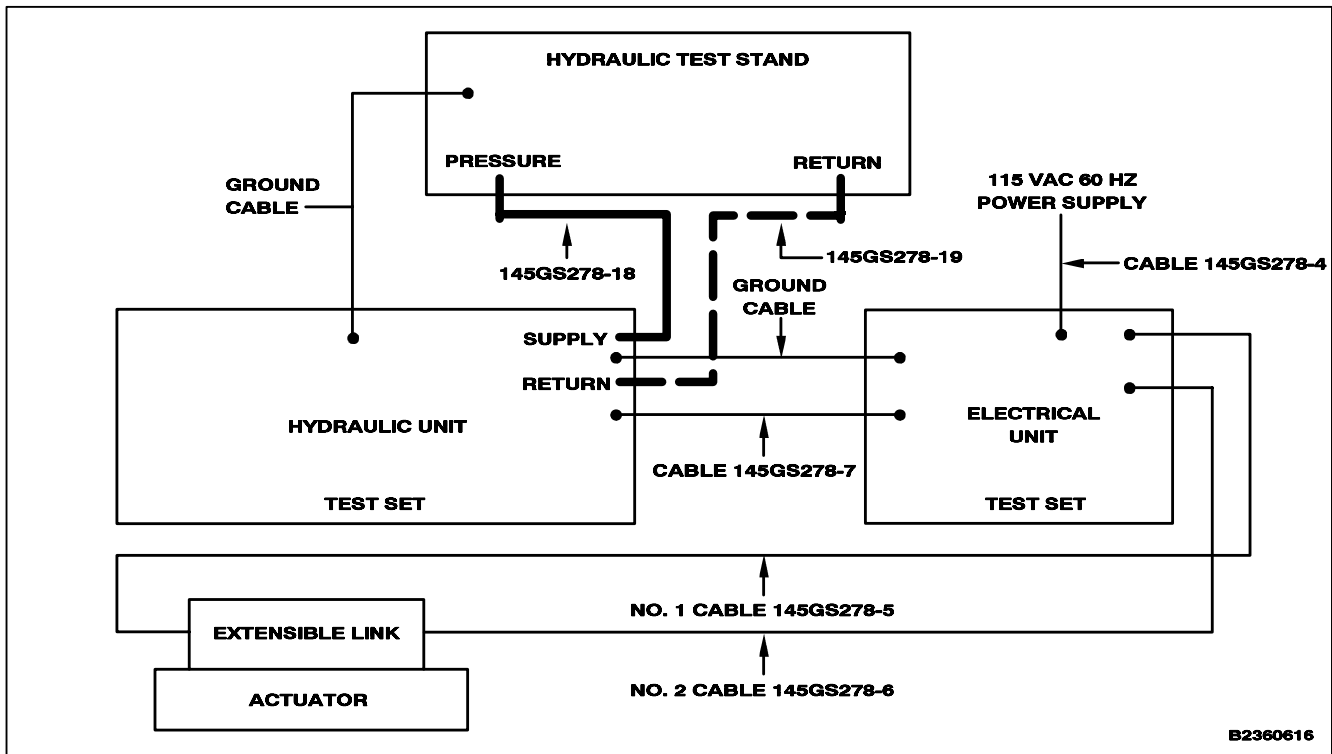 HYDRAULIC TEST STAND
PRESSURE
RETURN
GROUND
CABLE
115 VAC 60 HZ
POWER SUPPLY
145GS278-18
145GS278-19
CABLE 145GS278-4
GROUND
CABLE
SUPPLY
RETURN
HYDRAULIC UNIT
TEST SET
ELECTRICAL
UNIT
TEST SET
CABLE 145GS278-7
NO. 1 CABLE 145GS278-5
EXTENSIBLE LINK
ACTUATOR
NO. 2 CABLE 145GS278-6
B2360616